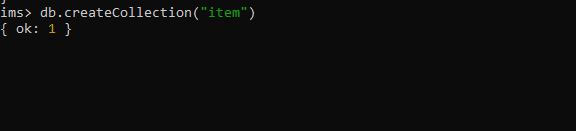 ims> db.createCollection("item")
{ ok: 1 }